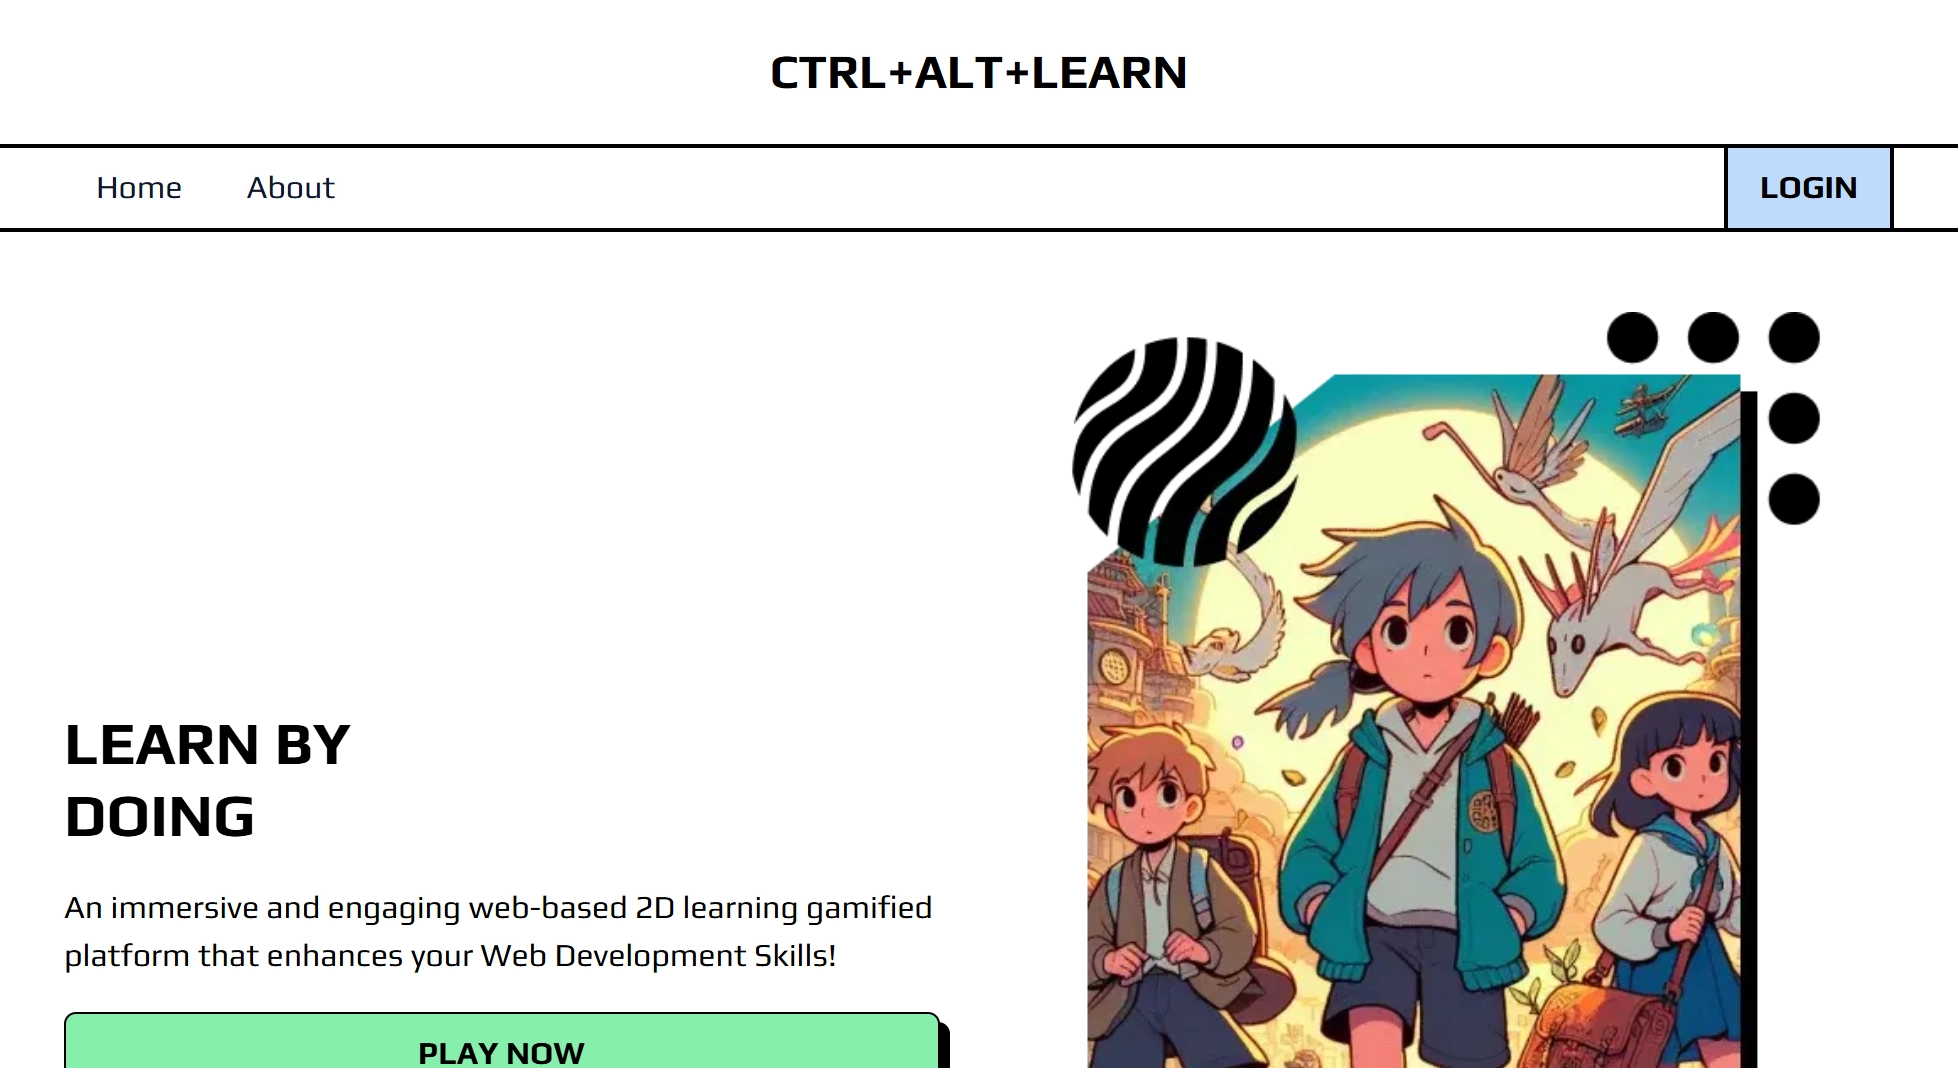 CTRL+ALT+LEARN
Home
About
LOGIN
LEARN BY
DOING
An immersive and engaging web-based 2D learning gamified
platform that enhances your Web Development Skills!
PLAY NOW